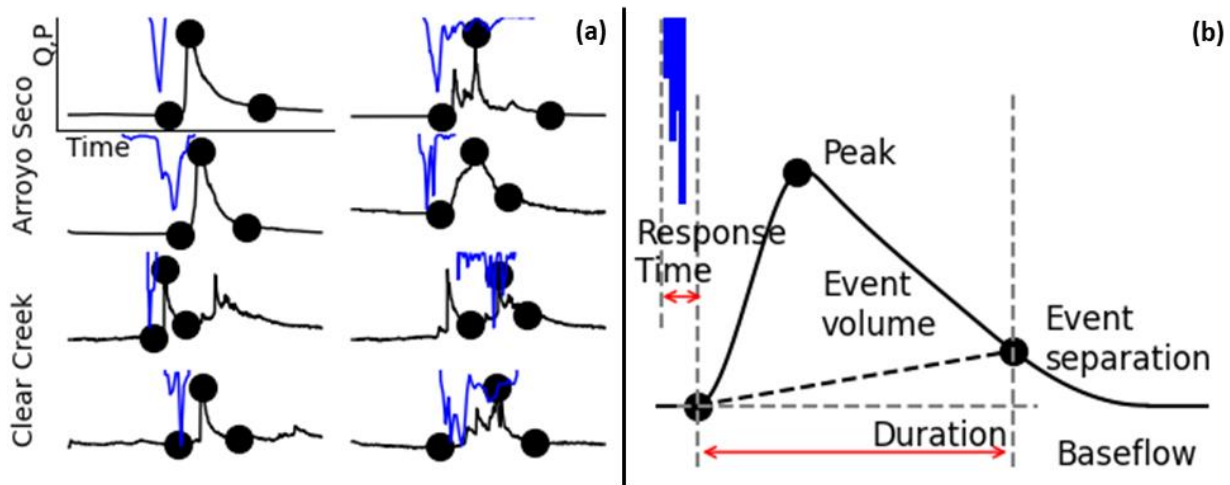 (a)
Q,P
Time
Arroyo Seco
Clear Creek
(b)
Peak
Response
Time
Event
volume
Event
separation
Duration
Baseflow